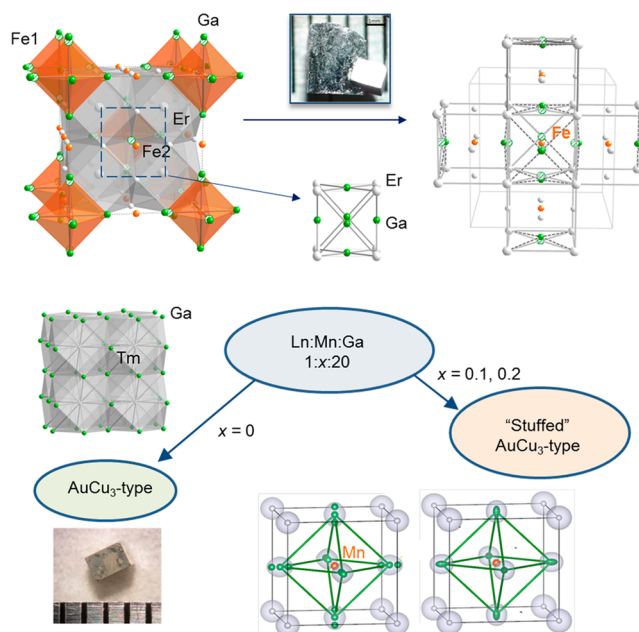 Fe1
Ga
Er
Fe2
Fe
Er
Ga
Ga
Tm
Ln:Mn:Ga
1:x:20
x = 0
x = 0.1, 0.2
"Stuffed"
AuCu₃-type
AuCu₃-type
Mn